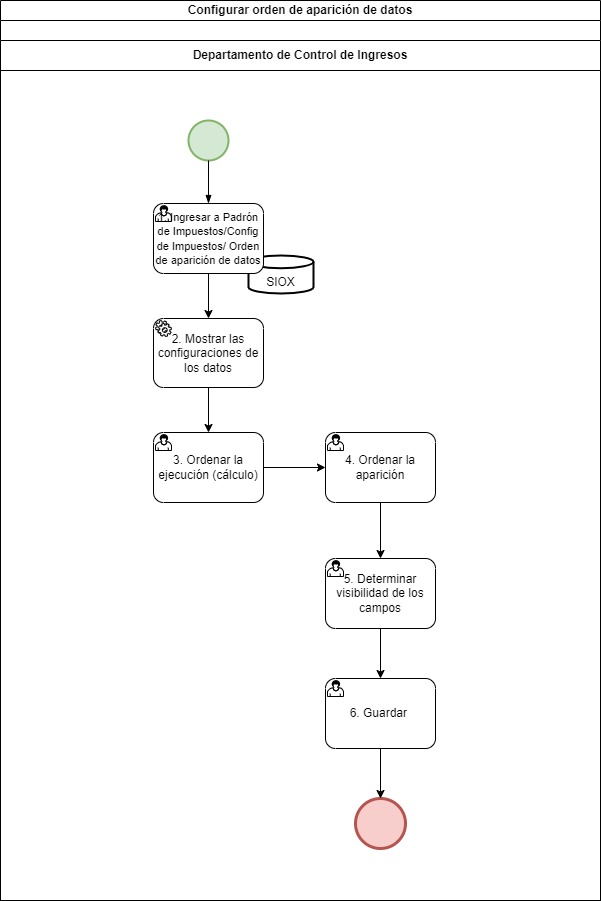 Configurar orden de aparición de datos
Departamento de Control de Ingresos
Ingresar a Padrón
de Impuestos/Config
de Impuestos/ Orden
de aparición de datos
SIOX
2. Mostrar las
configuraciones de
los datos
3. Ordenar la
ejecución (cálculo)
4. Ordenar la
aparición
5. Determinar
visibilidad de los
campos
6. Guardar